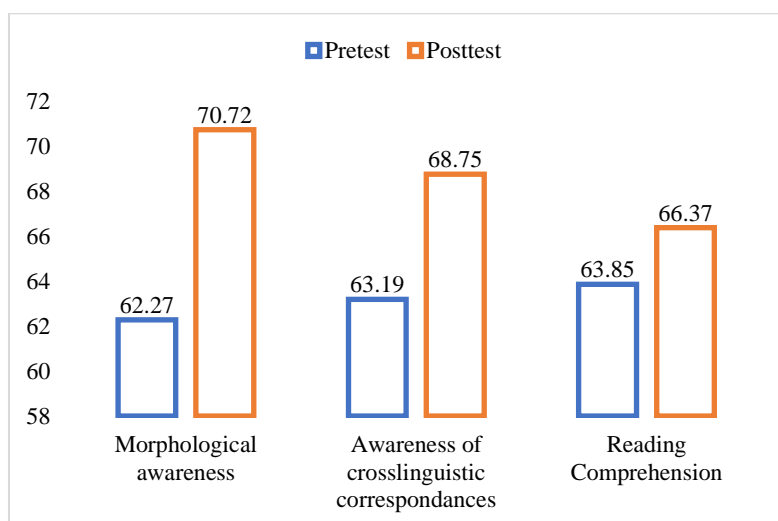 Pretest Posttest
72
70
68
66
64
62
60
58
62.27
70.72
63.19
68.75
63.85
66.37
Morphological
awareness
Awareness of
crosslinguistic
correspondances
Reading
Comprehension